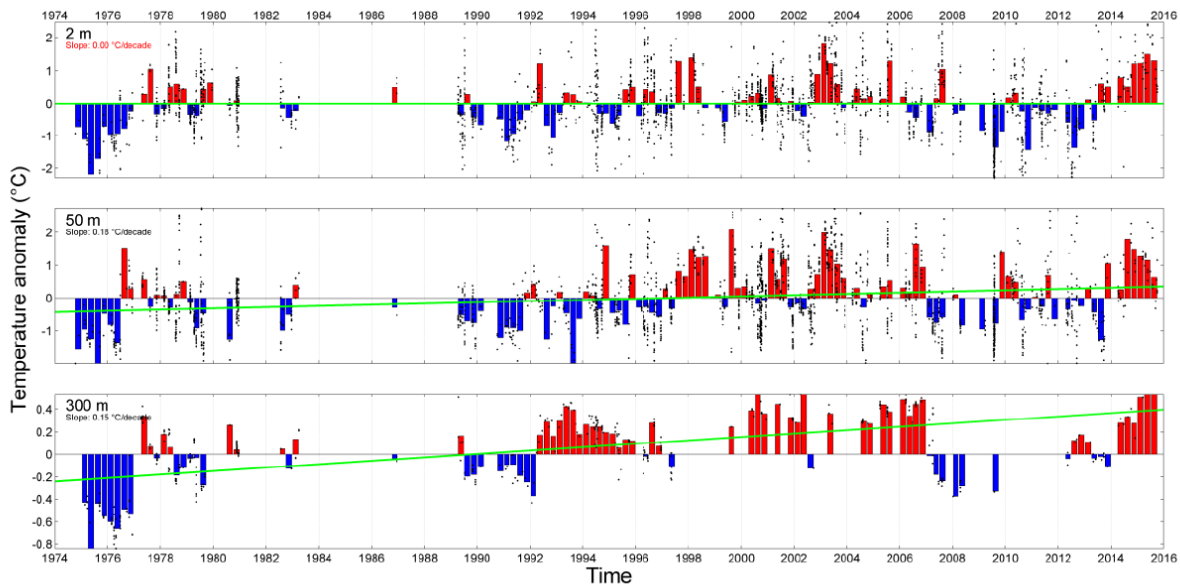 1974 1976 1978 1980 1982 1984 1986 1988 1990 1992 1994 1996 1998 2000 2002 2004 2006 2008 2010 2012 2014 2016
2 m
Slope: 0.00 °C/decade
2
1
0
-1
-2
50 m
Slope: 0.18 °C/decade
2
1
0
-1
300 m
Slope: 0.15 °C/decade
0.4
0.2
0
-0.2
-0.4
-0.6
-0.8
Temperature anomaly (°C)
1974 1976 1978 1980 1982 1984 1986 1988 1990 1992 1994 1996 1998 2000 2002 2004 2006 2008 2010 2012 2014 2016
Time